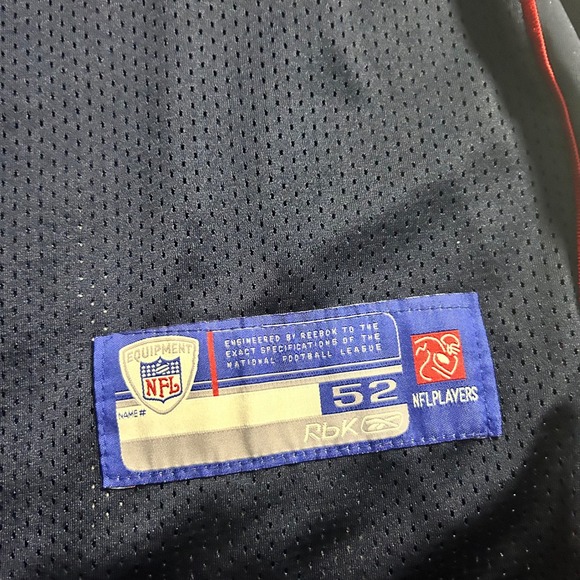 EQUIPMENT
NFL
NAME#
ENGINEERED BY REEBOK TO THE
EXACT SPECIFICATIONS OF THE
NATIONAL FOOTBALL LEAGUE
52
RbK
NFLPLAYERS